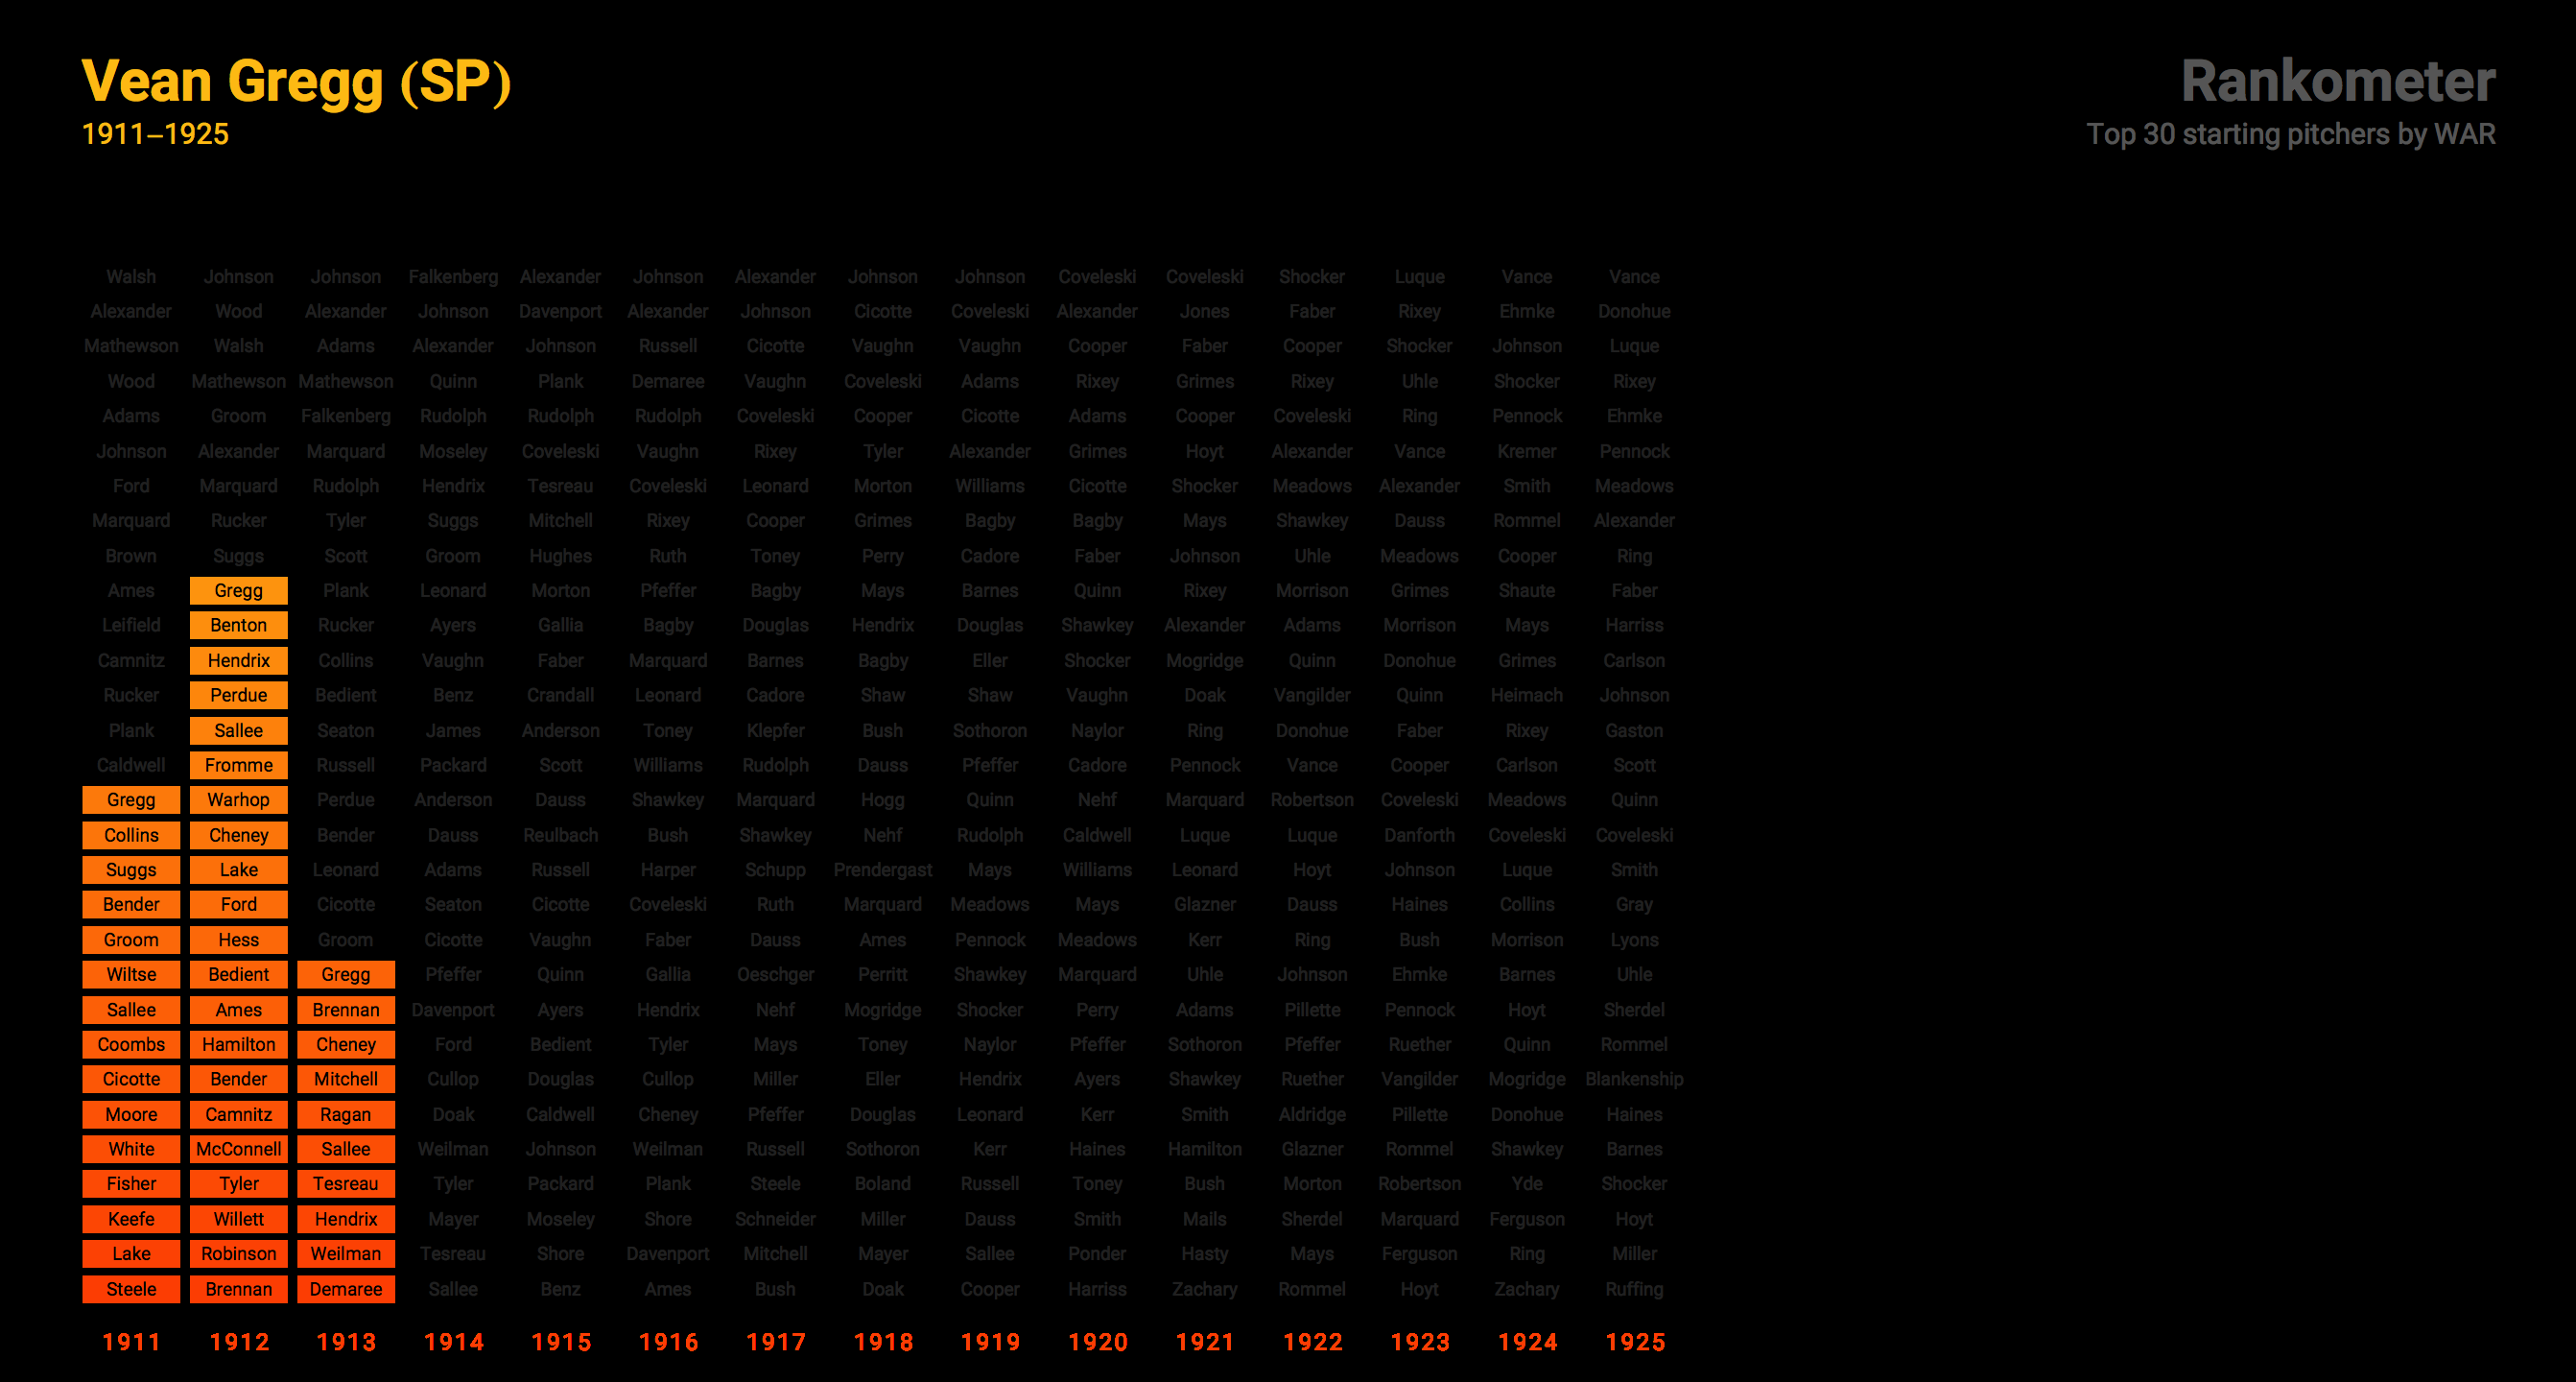 Vean Gregg (SP)
1911–1925
Rankometer
Top 30 starting pitchers by WAR
Walsh Johnson Johnson Falkenberg Alexander Johnson Alexander Johnson Johnson Coveleski Coveleski Shocker Luque Vance Vance
Alexander Wood Alexander Johnson Davenport Alexander Johnson Cicotte Coveleski Alexander Jones Faber Rixey Ehmke Donohue
Mathewson Walsh Adams Alexander Johnson Russell Cicotte Vaughn Vaughn Cooper Faber Cooper Shocker Johnson Luque
Wood Mathewson Mathewson Quinn Plank Demaree Vaughn Coveleski Adams Rixey Grimes Rixey Uhle Shocker Rixey
Adams Groom Falkenberg Rudolph Rudolph Rudolph Coveleski Cooper Cicotte Adams Cooper Coveleski Ring Pennock Ehmke
Johnson Alexander Marquard Moseley Coveleski Vaughn Rixey Tyler Alexander Grimes Hoyt Alexander Vance Kremer Pennock
Ford Marquard Rudolph Hendrix Tesreau Coveleski Leonard Morton Williams Cicotte Shocker Meadows Alexander Smith Meadows
Marquard Rucker Tyler Suggs Mitchell Rixey Cooper Grimes Bagby Bagby Mays Shawkey Dauss Rommel Alexander
Brown Suggs Scott Groom Hughes Ruth Toney Perry Cadore Faber Johnson Uhle Meadows Cooper Ring
Ames Gregg Plank Leonard Morton Pfeffer Bagby Mays Barnes Quinn Rixey Morrison Grimes Shaute Faber
Leifield Benton Rucker Ayers Gallia Bagby Douglas Hendrix Douglas Shawkey Alexander Adams Morrison Mays Harriss
Camnitz Hendrix Collins Vaughn Faber Marquard Barnes Bagby Eller Shocker Mogridge Quinn Donohue Grimes Carlson
Rucker Perdue Bedient Benz Crandall Leonard Cadore Shaw Shaw Vaughn Doak Vangilder Quinn Heimach Johnson
Plank Sallee Seaton James Anderson Toney Klepfer Bush Sothoron Naylor Ring Donohue Faber Rixey Gaston
Caldwell Fromme Russell Packard Scott Williams Rudolph Dauss Pfeffer Cadore Pennock Vance Cooper Carlson Scott
Gregg Warhop Perdue Anderson Dauss Shawkey Marquard Hogg Quinn Nehf Marquard Robertson Coveleski Meadows Quinn
Collins Cheney Bender Dauss Reulbach Bush Shawkey Nehf Rudolph Caldwell Luque Luque Danforth Coveleski Coveleski
Suggs Lake Leonard Adams Russell Harper Schupp Prendergast Mays Williams Leonard Hoyt Johnson Luque Smith
Bender Ford Cicotte Seaton Cicotte Coveleski Ruth Marquard Meadows Mays Glazner Dauss Haines Collins Gray
Groom Hess Groom Cicotte Vaughn Faber Dauss Ames Pennock Meadows Kerr Ring Bush Morrison Lyons
Wiltse Bedient Gregg Pfeffer Quinn Gallia Oeschger Perritt Shawkey Marquard Uhle Johnson Ehmke Barnes Uhle
Sallee Ames Brennan Davenport Ayers Hendrix Nehf Mogridge Shocker Perry Adams Pillette Pennock Hoyt Sherdel
Coombs Hamilton Cheney Ford Bedient Tyler Mays Toney Naylor Pfeffer Sothoron Pfeffer Ruether Quinn Rommel
Cicotte Bender Mitchell Cullop Douglas Cullop Miller Eller Hendrix Ayers Shawkey Ruether Vangilder Mogridge Blankenship
Moore Camnitz Ragan Doak Caldwell Cheney Pfeffer Douglas Leonard Kerr Smith Aldridge Pillette Donohue Haines
White McConnell Sallee Weilman Johnson Weilman Russell Sothoron Kerr Haines Hamilton Glazner Rommel Shawkey Barnes
Fisher Tyler Tesreau Tyler Packard Plank Steele Boland Russell Toney Bush Morton Robertson Yde Shocker
Keefe Willett Hendrix Mayer Moseley Shore Schneider Miller Dauss Smith Mails Sherdel Marquard Ferguson Hoyt
Lake Robinson Weilman Tesreau Shore Davenport Mitchell Mayer Sallee Ponder Hasty Mays Ferguson Ring Miller
Steele Brennan Demaree Sallee Benz Ames Bush Doak Cooper Harriss Zachary Rommel Hoyt Zachary Ruffing
1911 1912 1913 1914 1915 1916 1917 1918 1919 1920 1921 1922 1923 1924 1925